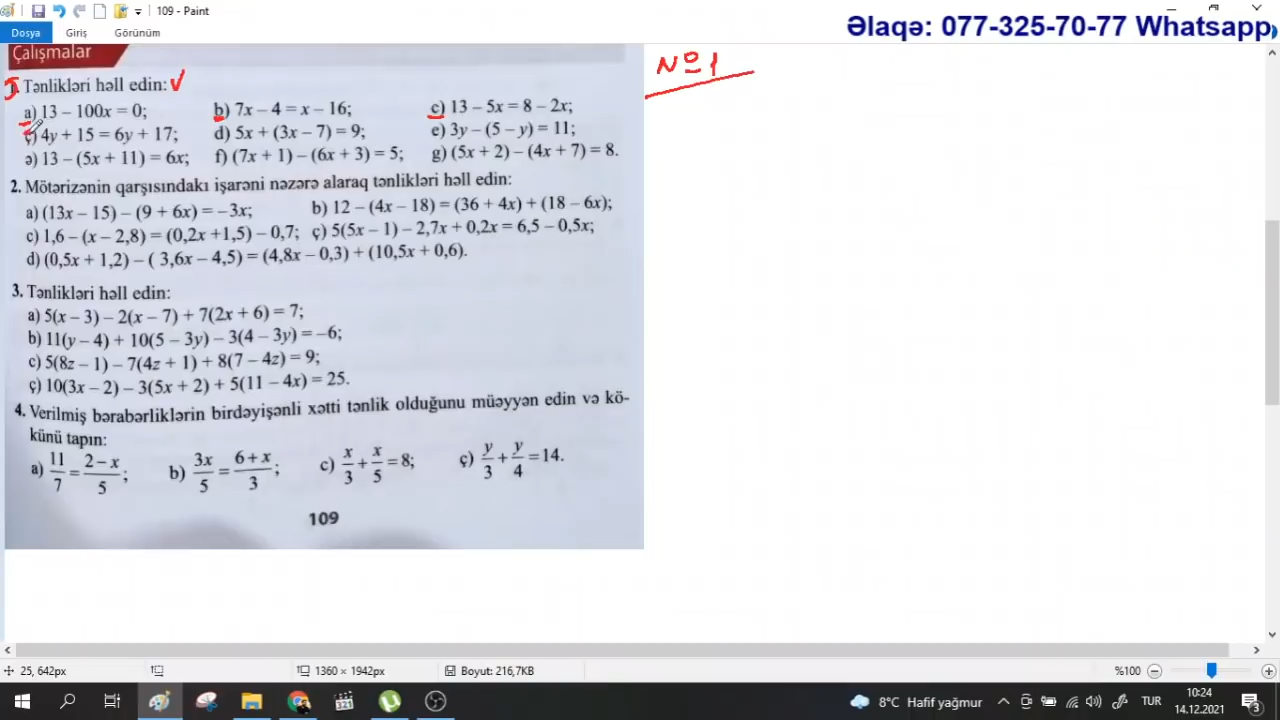 109 - Paint
Əlaqə: 077-325-70-77 Whatsapp
Dosya Giriş Görünüm
Çalışmalar
1. Tənlikləri həll edin: ✓
a) 13 – 100x = 0; b) 7x – 4 = x – 16; c) 13 – 5x = 8 – 2x;
ç) 4y + 15 = 6y + 17; d) 5x + (3x – 7) = 9; e) 3y – (5 – y) = 11;
ə) 13 – (5x + 11) = 6x; f) (7x + 1) – (6x + 3) = 5; g) (5x + 2) – (4x + 7) = 8.
2. Mötərizənin qarşısındakı işarəni nəzərə alaraq tənlikləri həll edin:
a) (13x – 15) – (9 + 6x) = –3x; b) 12 – (4x – 18) = (36 + 4x) + (18 – 6x);
c) 1,6 – (x – 2,8) = (0,2x +1,5) – 0,7; ç) 5(5x – 1) – 2,7x + 0,2x = 6,5 – 0,5x;
d) (0,5x + 1,2) – ( 3,6x – 4,5) = (4,8x – 0,3) + (10,5x + 0,6).
3. Tənlikləri həll edin:
a) 5(x – 3) – 2(x – 7) + 7(2x + 6) = 7;
b) 11(y – 4) + 10(5 – 3y) – 3(4 – 3y) = –6;
c) 5(8z – 1) – 7(4z + 1) + 8(7 – 4z) = 9;
ç) 10(3x – 2) – 3(5x + 2) + 5(11 – 4x) = 25.
4. Verilmiş bərabərliklərin birdəyişənli xətti tənlik olduğunu müəyyən edin və kö-
künü tapın:
a) 11/7 = 2 – x/5; b) 3x/5 = 6 + x/3; c) x/3 + x/5 = 8; ç) y/3 + y/4 = 14.
109
№ 1
25, 642px 1360 × 1942px Boyut: 216,7KB %100
8°C Hafif yağmur TUR 10:24
14.12.2021 3